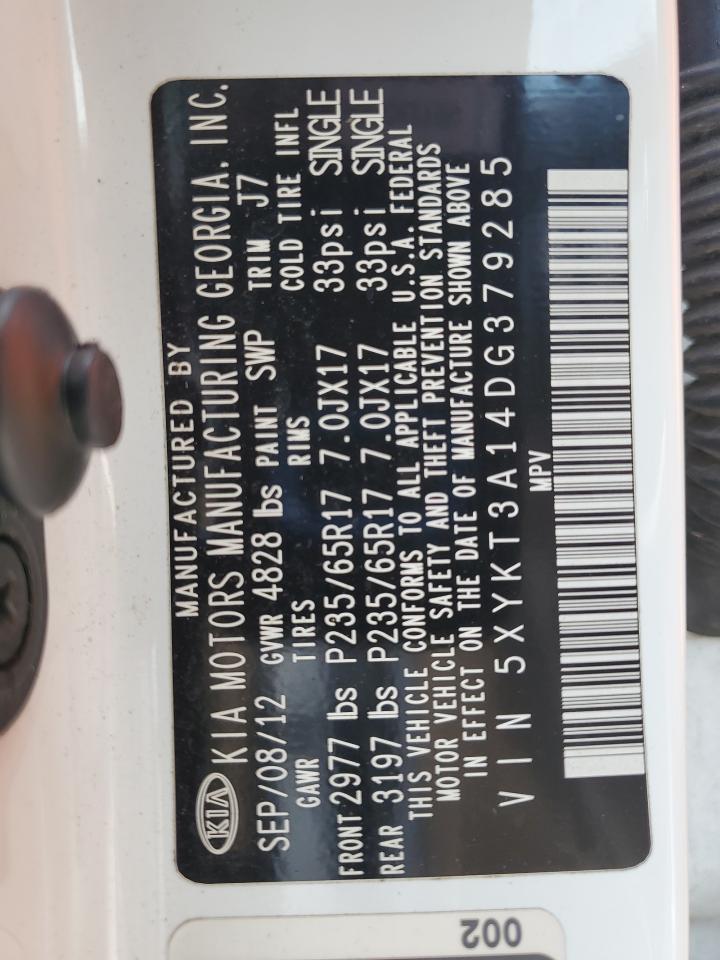 MANUFACTURED BY
KIA KIA MOTORS MANUFACTURING GEORGIA, INC.
SEP/08/12 GVWR 4828 lbs PAINT SWP TRIM J7
GAWR TIRES RIMS COLD TIRE INFL
FRONT 2977 lbs P235/65R17 7.0JX17 33psi SINGLE
REAR 3197 lbs P235/65R17 7.0JX17 33psi SINGLE
THIS VEHICLE CONFORMS TO ALL APPLICABLE U.S.A. FEDERAL
MOTOR VEHICLE SAFETY AND THEFT PREVENTION STANDARDS
IN EFFECT ON THE DATE OF MANUFACTURE SHOWN ABOVE
VIN 5XYKT3A14DG379285
MPV
002